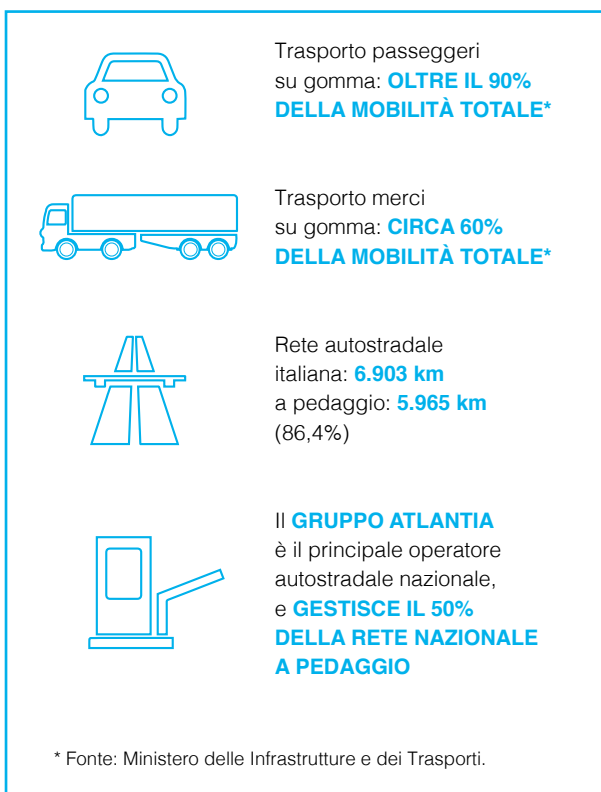 Trasporto passeggeri
su gomma: OLTRE IL 90%
DELLA MOBILITÀ TOTALE*
Trasporto merci
su gomma: CIRCA 60%
DELLA MOBILITÀ TOTALE*
Rete autostradale
italiana: 6.903 km
a pedaggio: 5.965 km
(86,4%)
Il GRUPPO ATLANTIA
è il principale operatore
autostradale nazionale,
e GESTISCE IL 50%
DELLA RETE NAZIONALE
A PEDAGGIO
* Fonte: Ministero delle Infrastrutture e dei Trasporti.